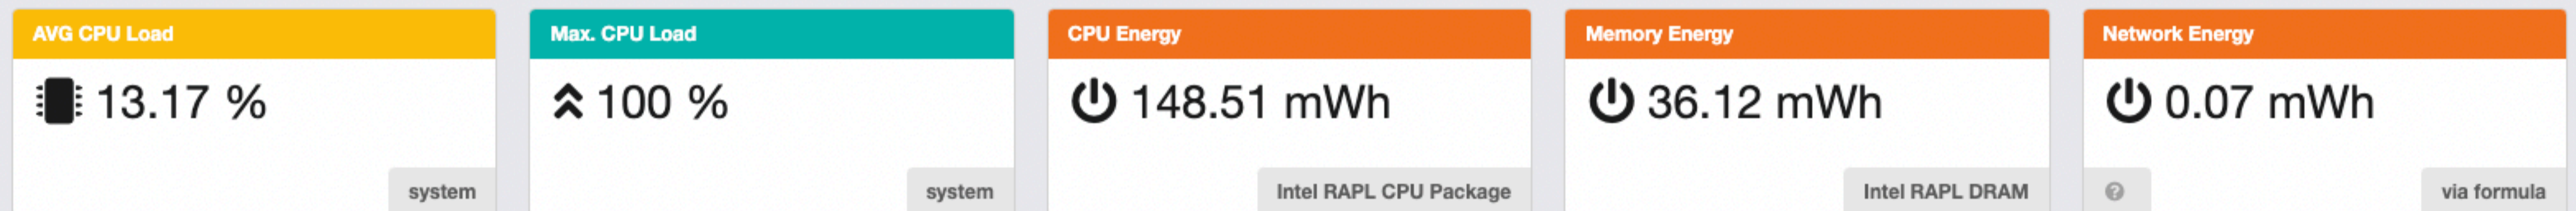 AVG CPU Load
13.17 %
system
Max. CPU Load
100 %
system
CPU Energy
148.51 mWh
Intel RAPL CPU Package
Memory Energy
36.12 mWh
Intel RAPL DRAM
Network Energy
0.07 mWh
?
via formula